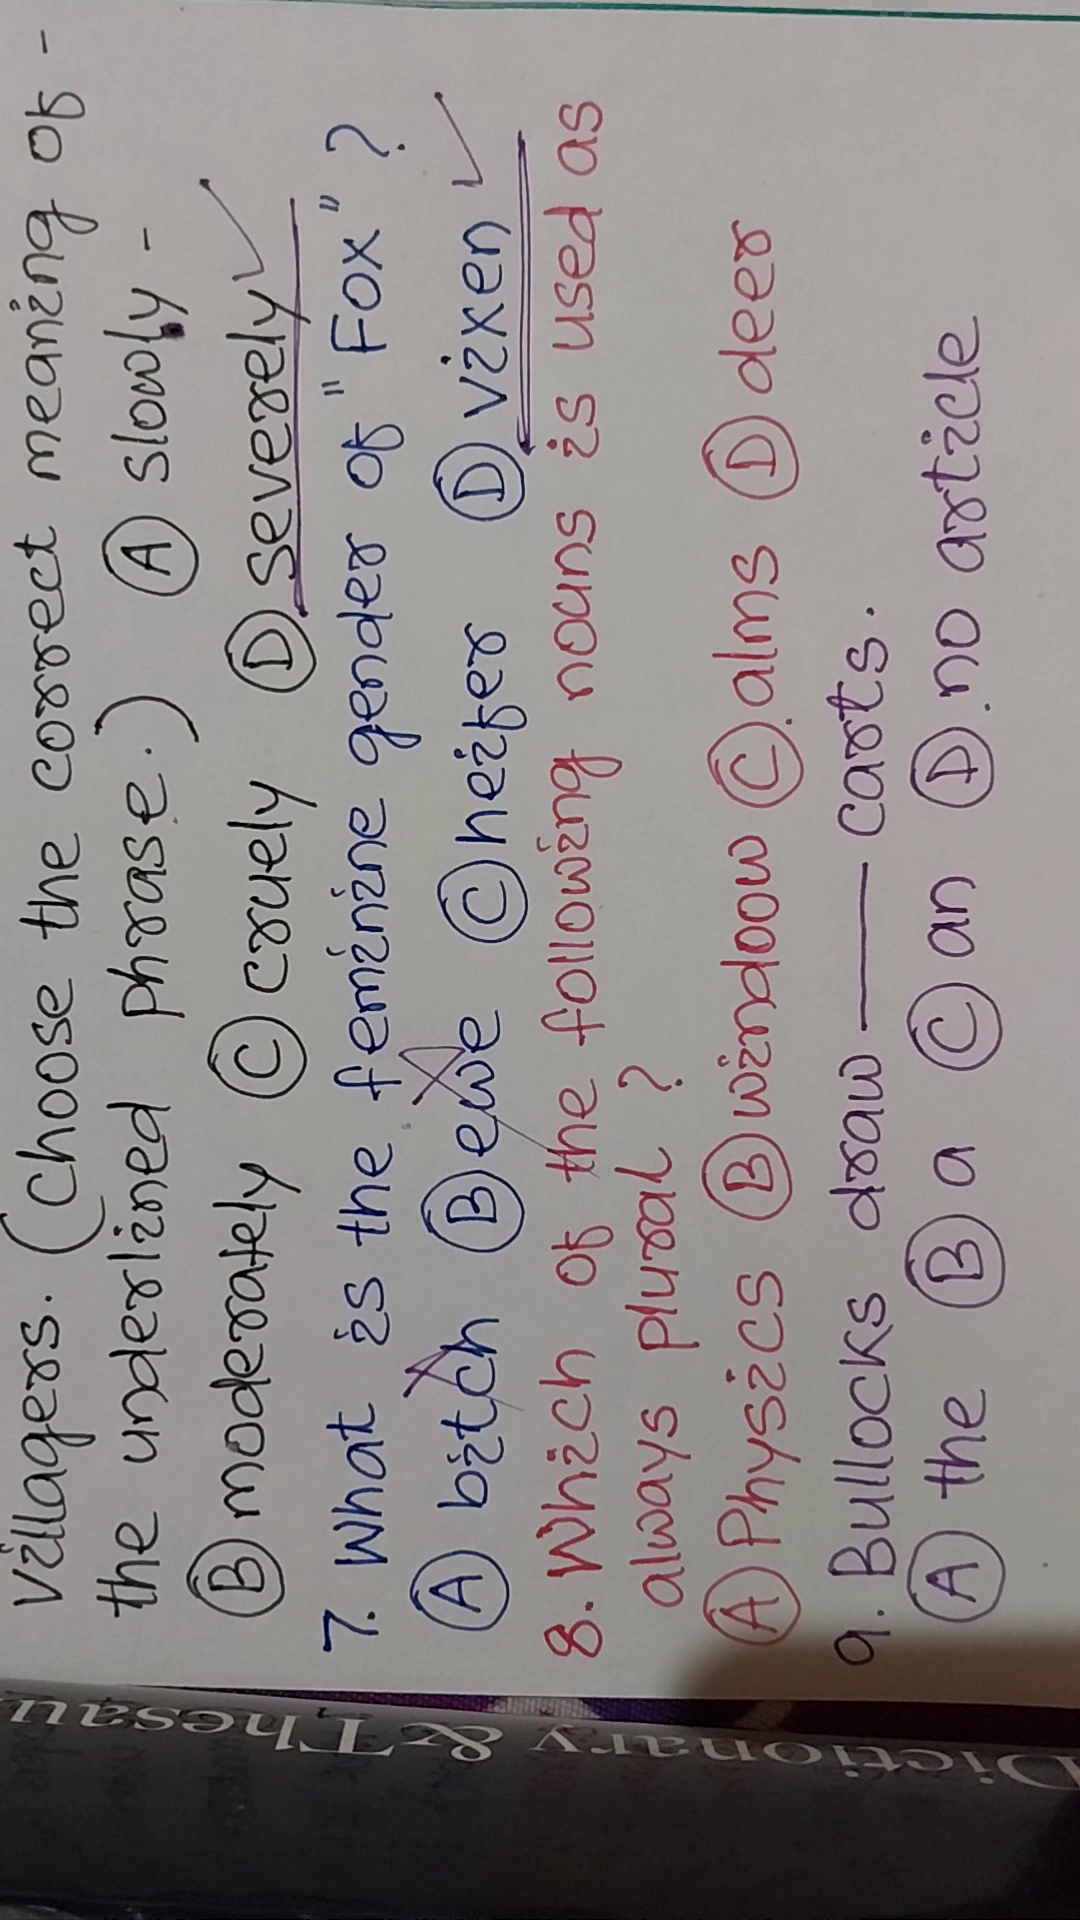 Villagers. (Choose the correct meaning of -
the underlined phrase.) (A) slowly -
(B) moderately (C) cruely (D) severely ✓
7. What is the feminine gender of "Fox" ?
(A) bitch (B) ewe (C) heifer (D) vixen ✓
8. Which of the following nouns is used as
always plural ?
(A) Physics (B) window (C) alms (D) deer
9. Bullocks draw —— carts.
(A) the (B) a (C) an (D) no article
Dictionary & Thesau